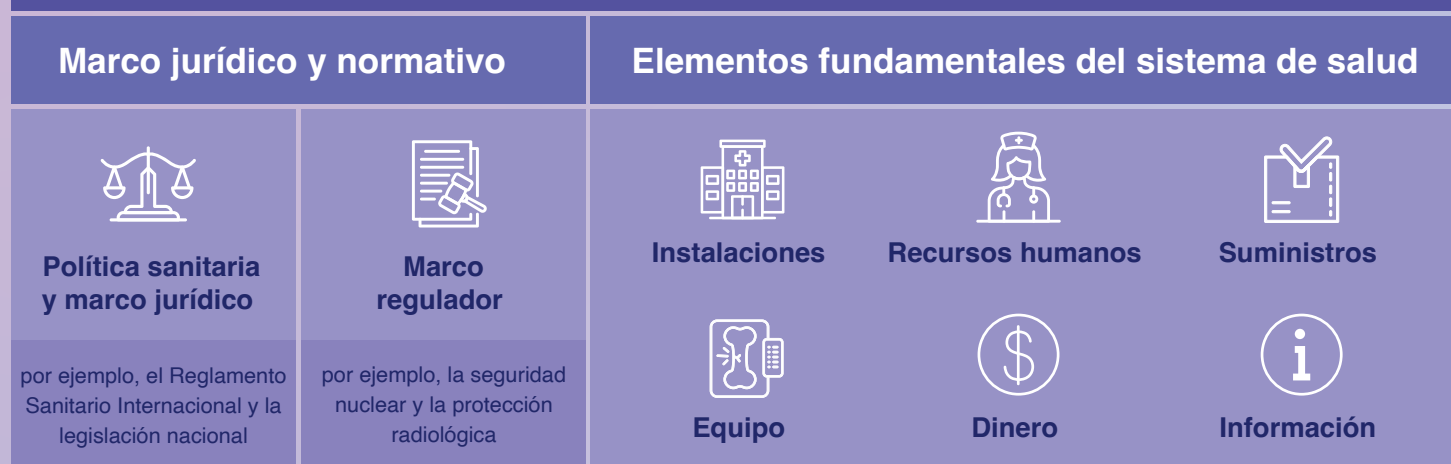 Marco jurídico y normativo
Elementos fundamentales del sistema de salud
Política sanitaria
y marco jurídico
por ejemplo, el Reglamento
Sanitario Internacional y la
legislación nacional
Marco
regulador
por ejemplo, la seguridad
nuclear y la protección
radiológica
Instalaciones
Recursos humanos
Suministros
Equipo
Dinero
Información